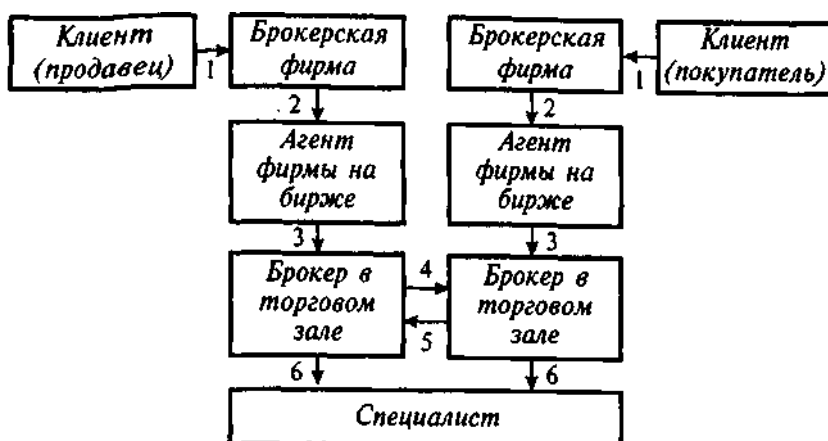 Клиент
(продавец)
1
Брокерская
фирма
Брокерская
фирма
1
Клиент
(покупатель)
2
2
Агент
фирмы на
бирже
Агент
фирмы на
бирже
3
3
Брокер в
торговом
зале
4
5
Брокер в
торговом
зале
6
6
Специалист